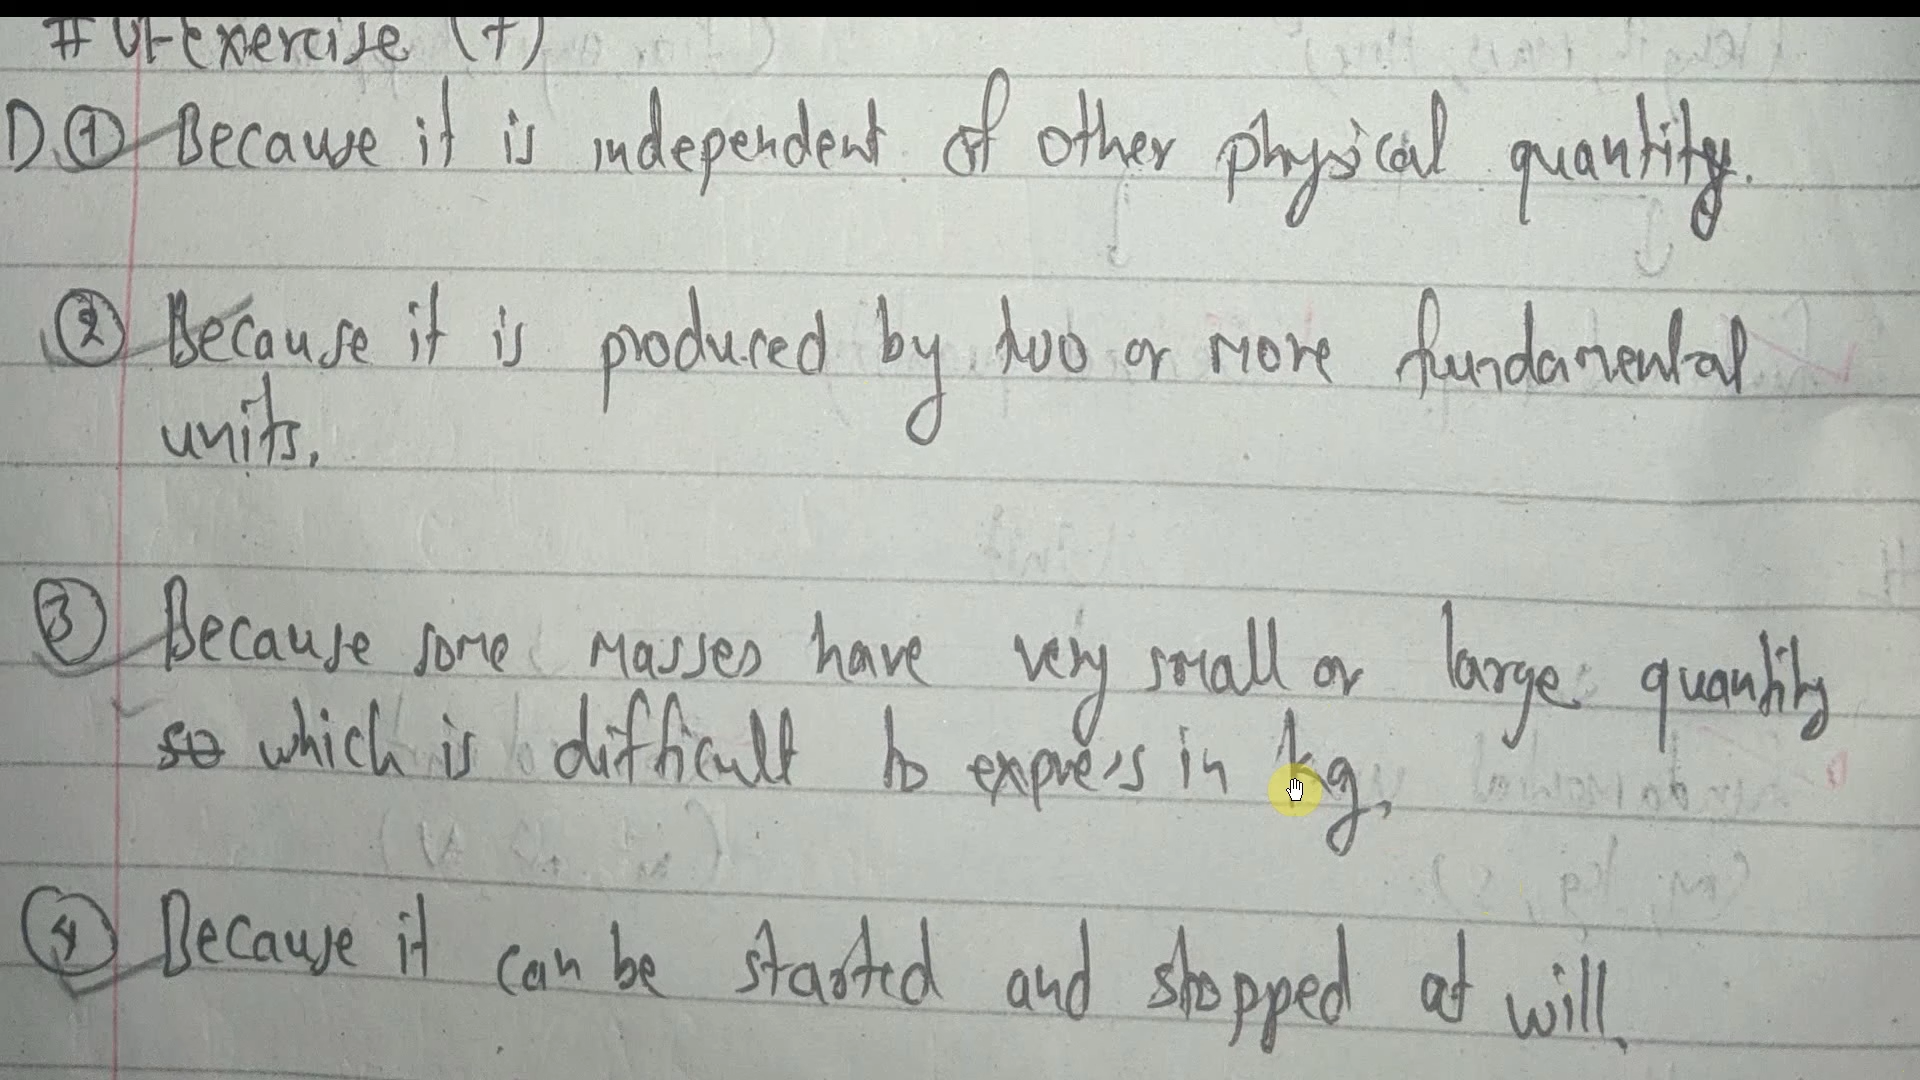 # Ut-exercise (7)
D. ① Because it is independent of other physical quantity.
② Because it is produced by two or more fundamental
units.
③ Because some masses have very small or large quantity
so which is difficult to express in kg.
④ Because it can be started and stopped at will.